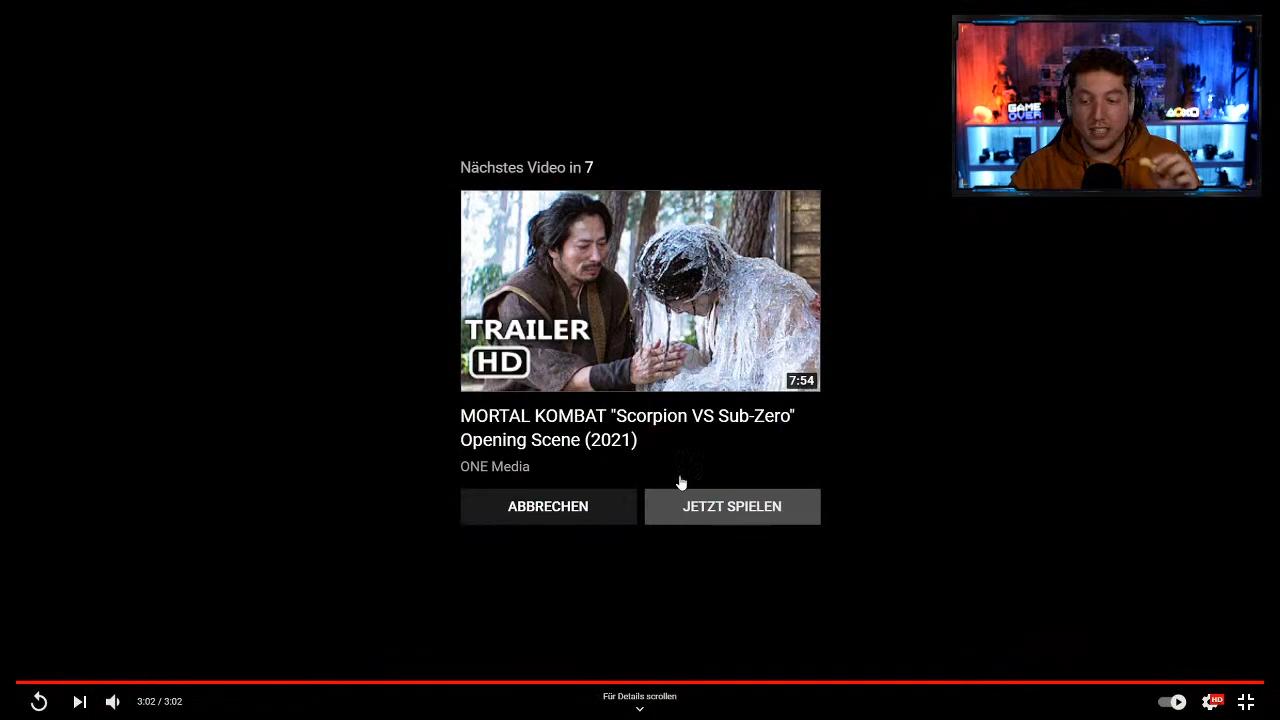 GAME
OVER
Nächstes Video in 7
TRAILER
HD
7:54
MORTAL KOMBAT "Scorpion VS Sub-Zero"
Opening Scene (2021)
ONE Media
ABBRECHEN
JETZT SPIELEN
3:02 / 3:02
Für Details scrollen
HD